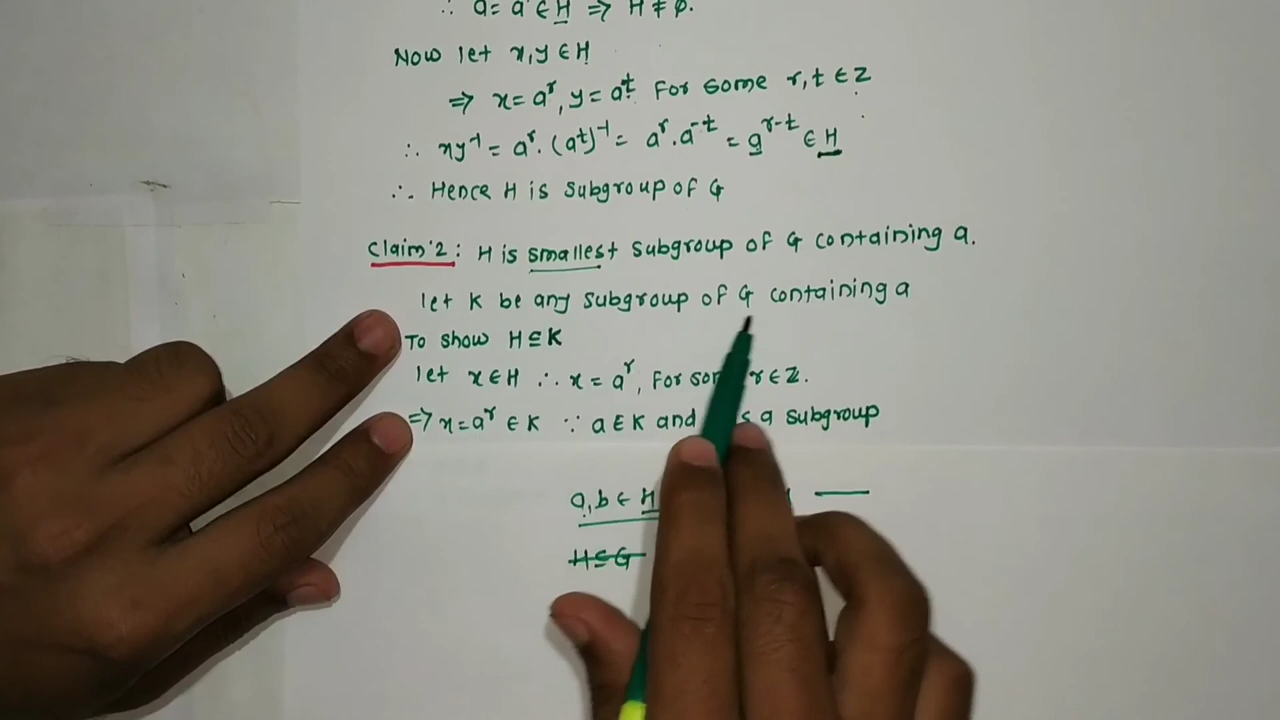 ∴ a = a' ∈ H ⇒ H ≠ φ.
Now let x,y ∈ H
⇒ x = aʳ, y = aᵗ For some r,t ∈ Z
∴ xy⁻¹ = aʳ.(aᵗ)⁻¹ = aʳ.a⁻ᵗ = aʳ⁻ᵗ ∈ H
∴ Hence H is subgroup of G
Claim'2: H is smallest subgroup of G containing a.
let K be any subgroup of G containing a
To show H ⊆ K
let x ∈ H ∴ x = aʳ, For som r ∈ Z.
⇒ x = aʳ ∈ K ∵ a ∈ K and s a subgroup
a,b ∈ H
H ⊆ G